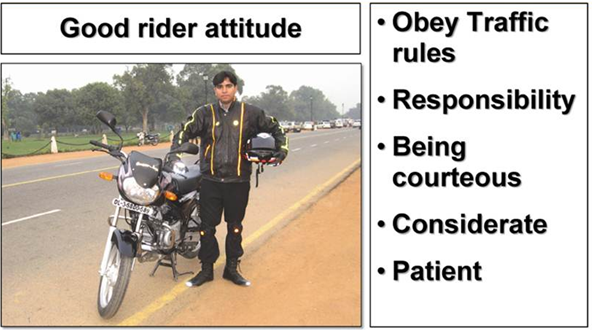 Good rider attitude
• Obey Traffic
rules
• Responsibility
• Being
courteous
• Considerate
• Patient